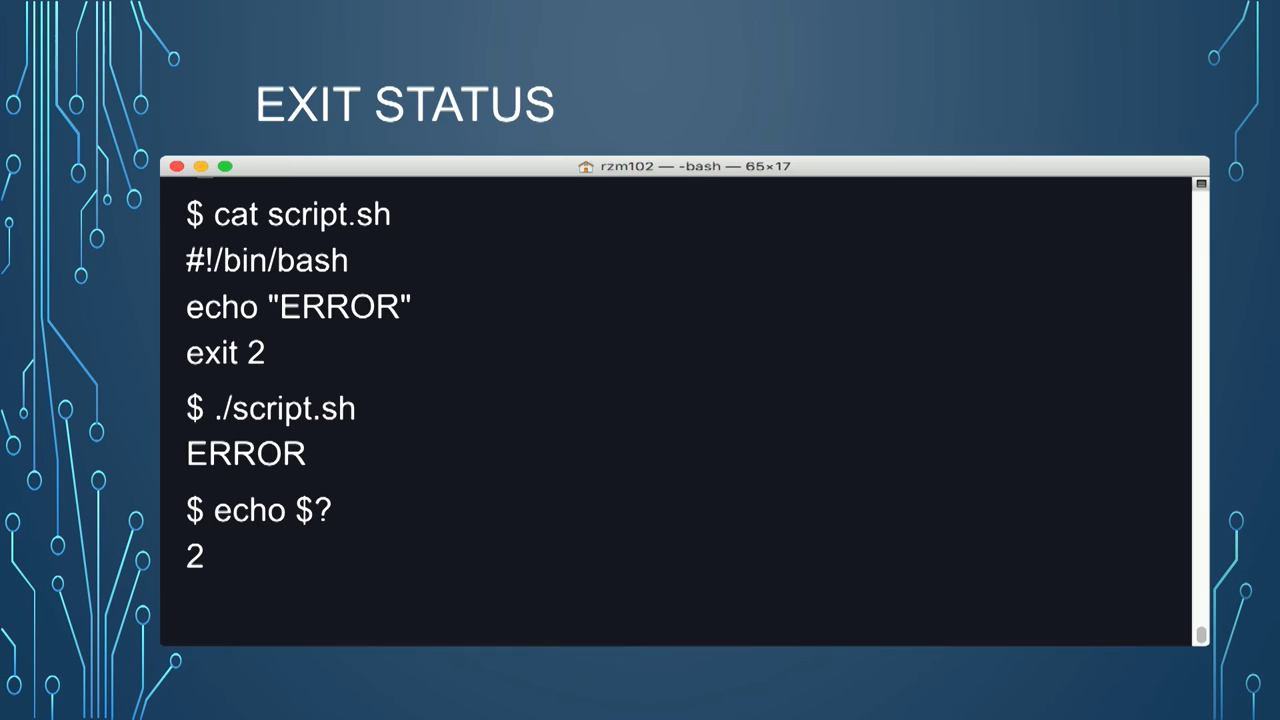 EXIT STATUS
rzm102 — -bash — 65×17
$ cat script.sh
#!/bin/bash
echo "ERROR"
exit 2
$ ./script.sh
ERROR
$ echo $?
2